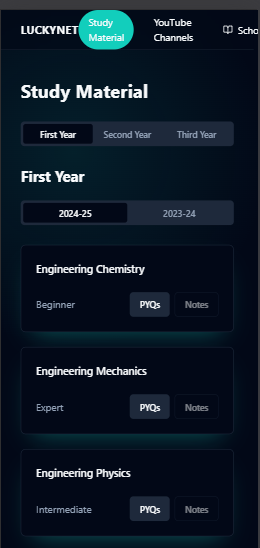 LUCKYNET
Study
Material
YouTube
Channels
Scho
Study Material
First Year
Second Year
Third Year
First Year
2024-25
2023-24
Engineering Chemistry
Beginner
PYQs
Notes
Engineering Mechanics
Expert
PYQs
Notes
Engineering Physics
Intermediate
PYQs
Notes